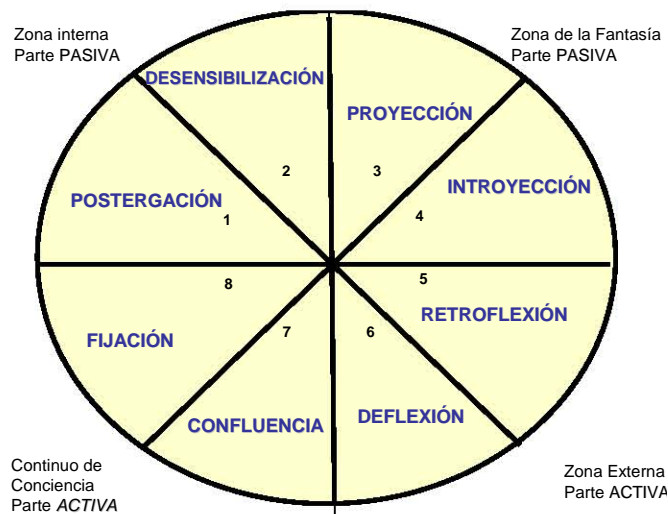 Zona interna
Parte PASIVA
Zona de la Fantasía
Parte PASIVA
DESENSIBILIZACIÓN
PROYECCIÓN
2
3
POSTERGACIÓN
INTROYECCIÓN
1
4
8
5
FIJACIÓN
RETROFLEXIÓN
7
6
CONFLUENCIA
DEFLEXIÓN
Continuo de
Conciencia
Parte ACTIVA
Zona Externa
Parte ACTIVA